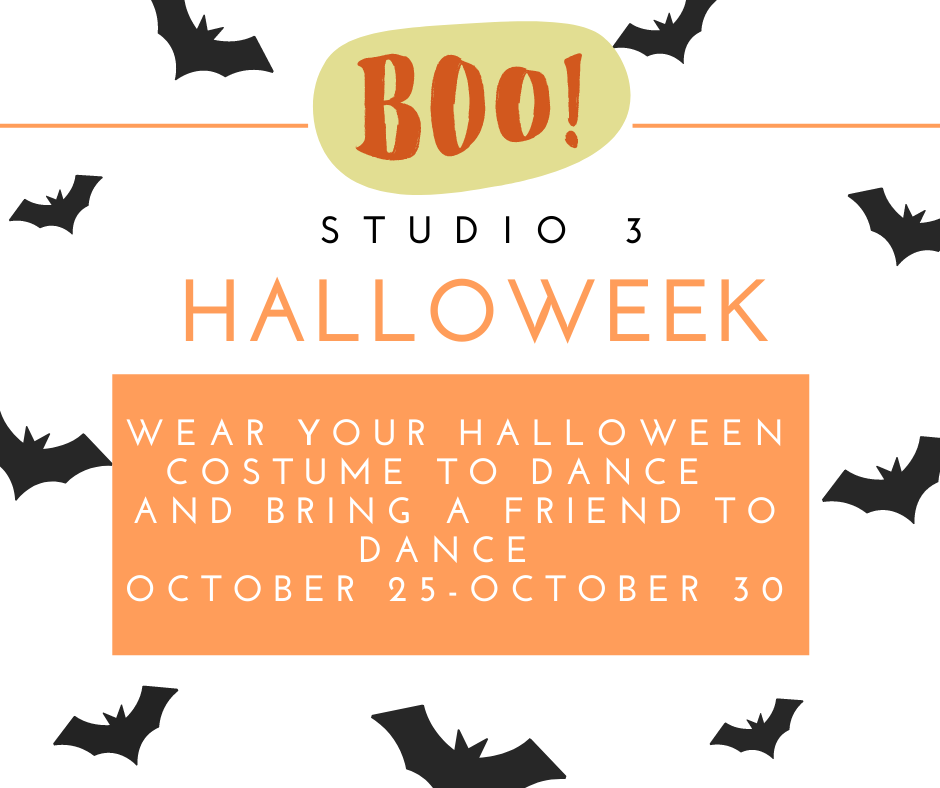 BOO!
STUDIO 3
HALLOWEEK
WEAR YOUR HALLOWEEN
COSTUME TO DANCE
AND BRING A FRIEND TO
DANCE
OCTOBER 25-OCTOBER 30